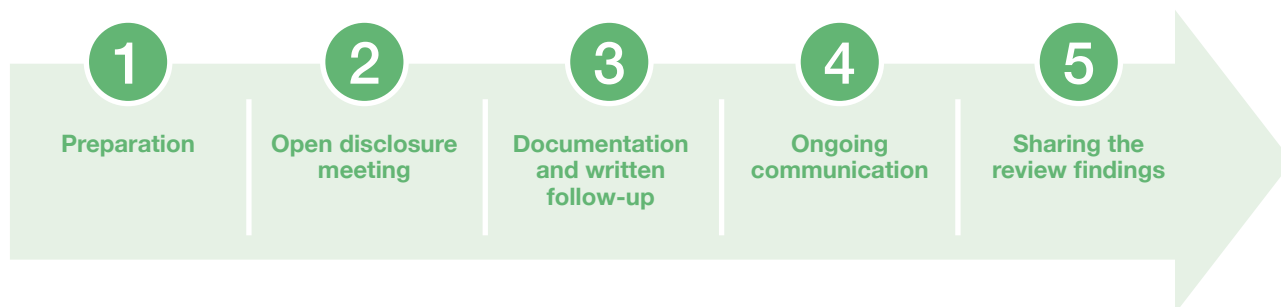 1
Preparation
2
Open disclosure
meeting
3
Documentation
and written
follow-up
4
Ongoing
communication
5
Sharing the
review findings